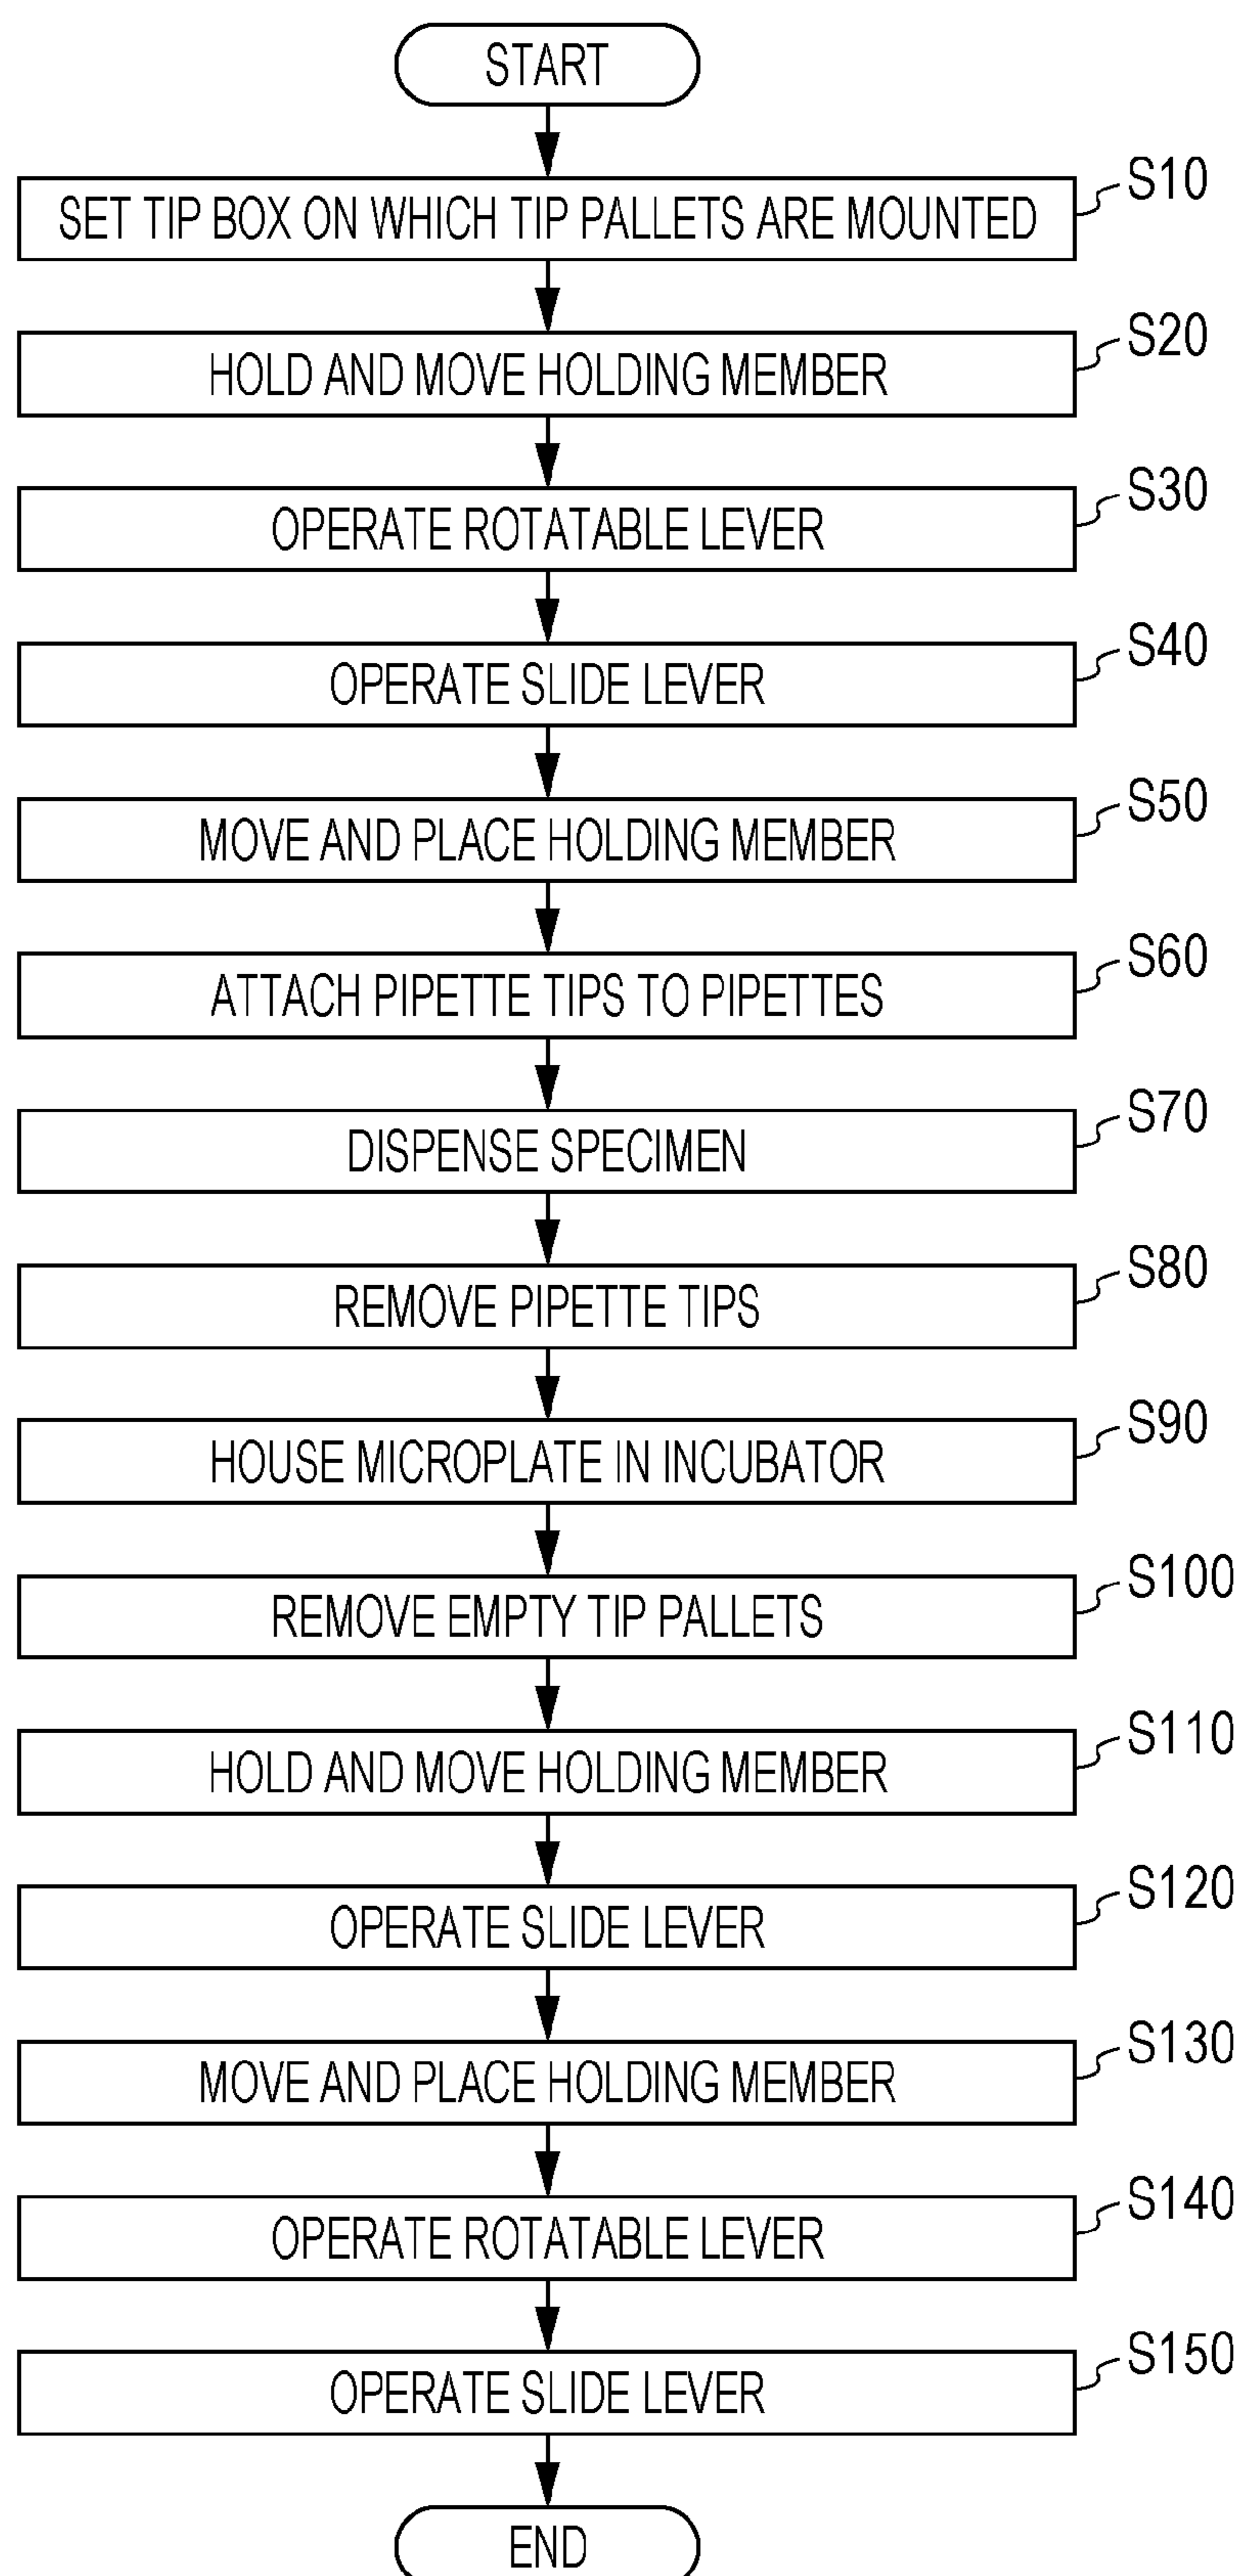 START
SET TIP BOX ON WHICH TIP PALLETS ARE MOUNTED
S10
HOLD AND MOVE HOLDING MEMBER
S20
OPERATE ROTATABLE LEVER
S30
OPERATE SLIDE LEVER
S40
MOVE AND PLACE HOLDING MEMBER
S50
ATTACH PIPETTE TIPS TO PIPETTES
S60
DISPENSE SPECIMEN
S70
REMOVE PIPETTE TIPS
S80
HOUSE MICROPLATE IN INCUBATOR
S90
REMOVE EMPTY TIP PALLETS
S100
HOLD AND MOVE HOLDING MEMBER
S110
OPERATE SLIDE LEVER
S120
MOVE AND PLACE HOLDING MEMBER
S130
OPERATE ROTATABLE LEVER
S140
OPERATE SLIDE LEVER
S150
END